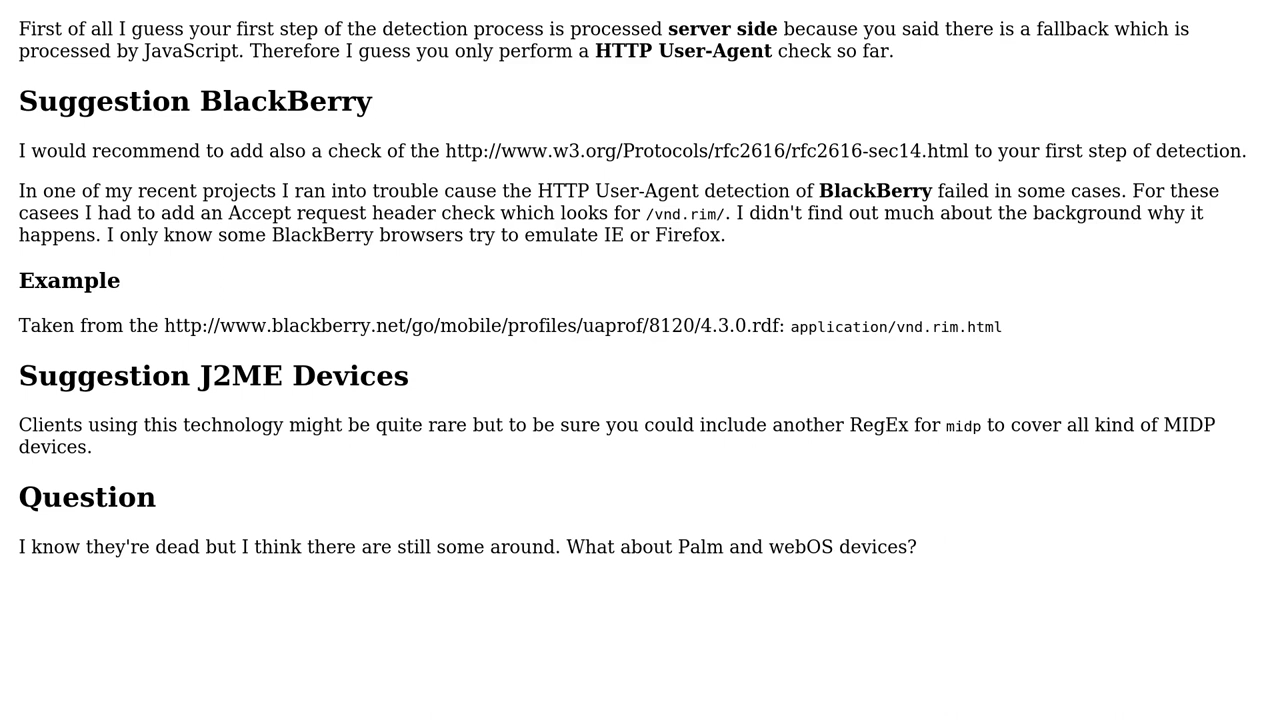 First of all I guess your first step of the detection process is processed server side because you said there is a fallback which is
processed by JavaScript. Therefore I guess you only perform a HTTP User-Agent check so far.
Suggestion BlackBerry
I would recommend to add also a check of the http://www.w3.org/Protocols/rfc2616/rfc2616-sec14.html to your first step of detection.
In one of my recent projects I ran into trouble cause the HTTP User-Agent detection of BlackBerry failed in some cases. For these
casees I had to add an Accept request header check which looks for /vnd.rim/. I didn't find out much about the background why it
happens. I only know some BlackBerry browsers try to emulate IE or Firefox.
Example
Taken from the http://www.blackberry.net/go/mobile/profiles/uaprof/8120/4.3.0.rdf: application/vnd.rim.html
Suggestion J2ME Devices
Clients using this technology might be quite rare but to be sure you could include another RegEx for midp to cover all kind of MIDP
devices.
Question
I know they're dead but I think there are still some around. What about Palm and webOS devices?